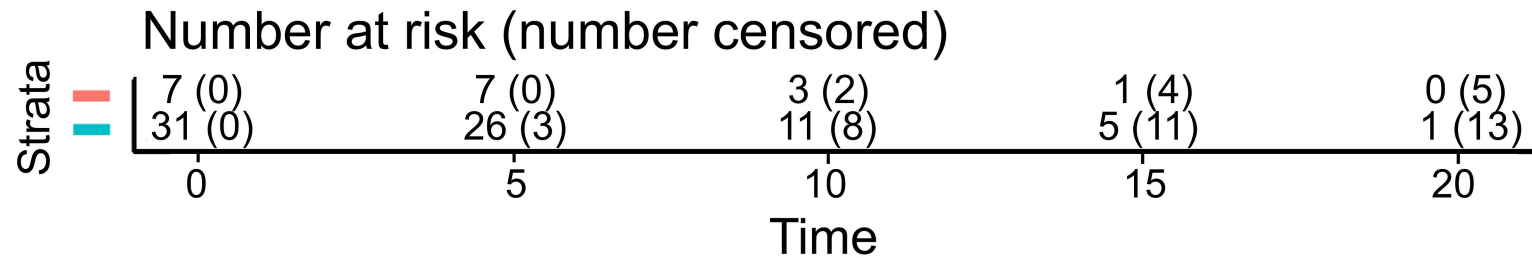 Number at risk (number censored)
Strata
7 (0) 7 (0) 3 (2) 1 (4) 0 (5)
31 (0) 26 (3) 11 (8) 5 (11) 1 (13)
0 5 10 15 20
Time